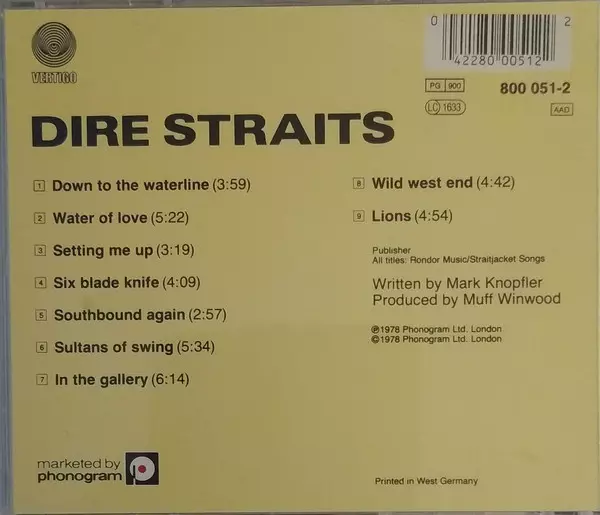 VERTIGO
0 42280 00512 2
PG 900
800 051-2
LC 1633
AAD
DIRE STRAITS
1 Down to the waterline (3:59)
2 Water of love (5:22)
3 Setting me up (3:19)
4 Six blade knife (4:09)
5 Southbound again (2:57)
6 Sultans of swing (5:34)
7 In the gallery (6:14)
8 Wild west end (4:42)
9 Lions (4:54)
Publisher
All titles: Rondor Music/Straitjacket Songs
Written by Mark Knopfler
Produced by Muff Winwood
℗1978 Phonogram Ltd. London
©1978 Phonogram Ltd. London
marketed by
phonogram
Printed in West Germany